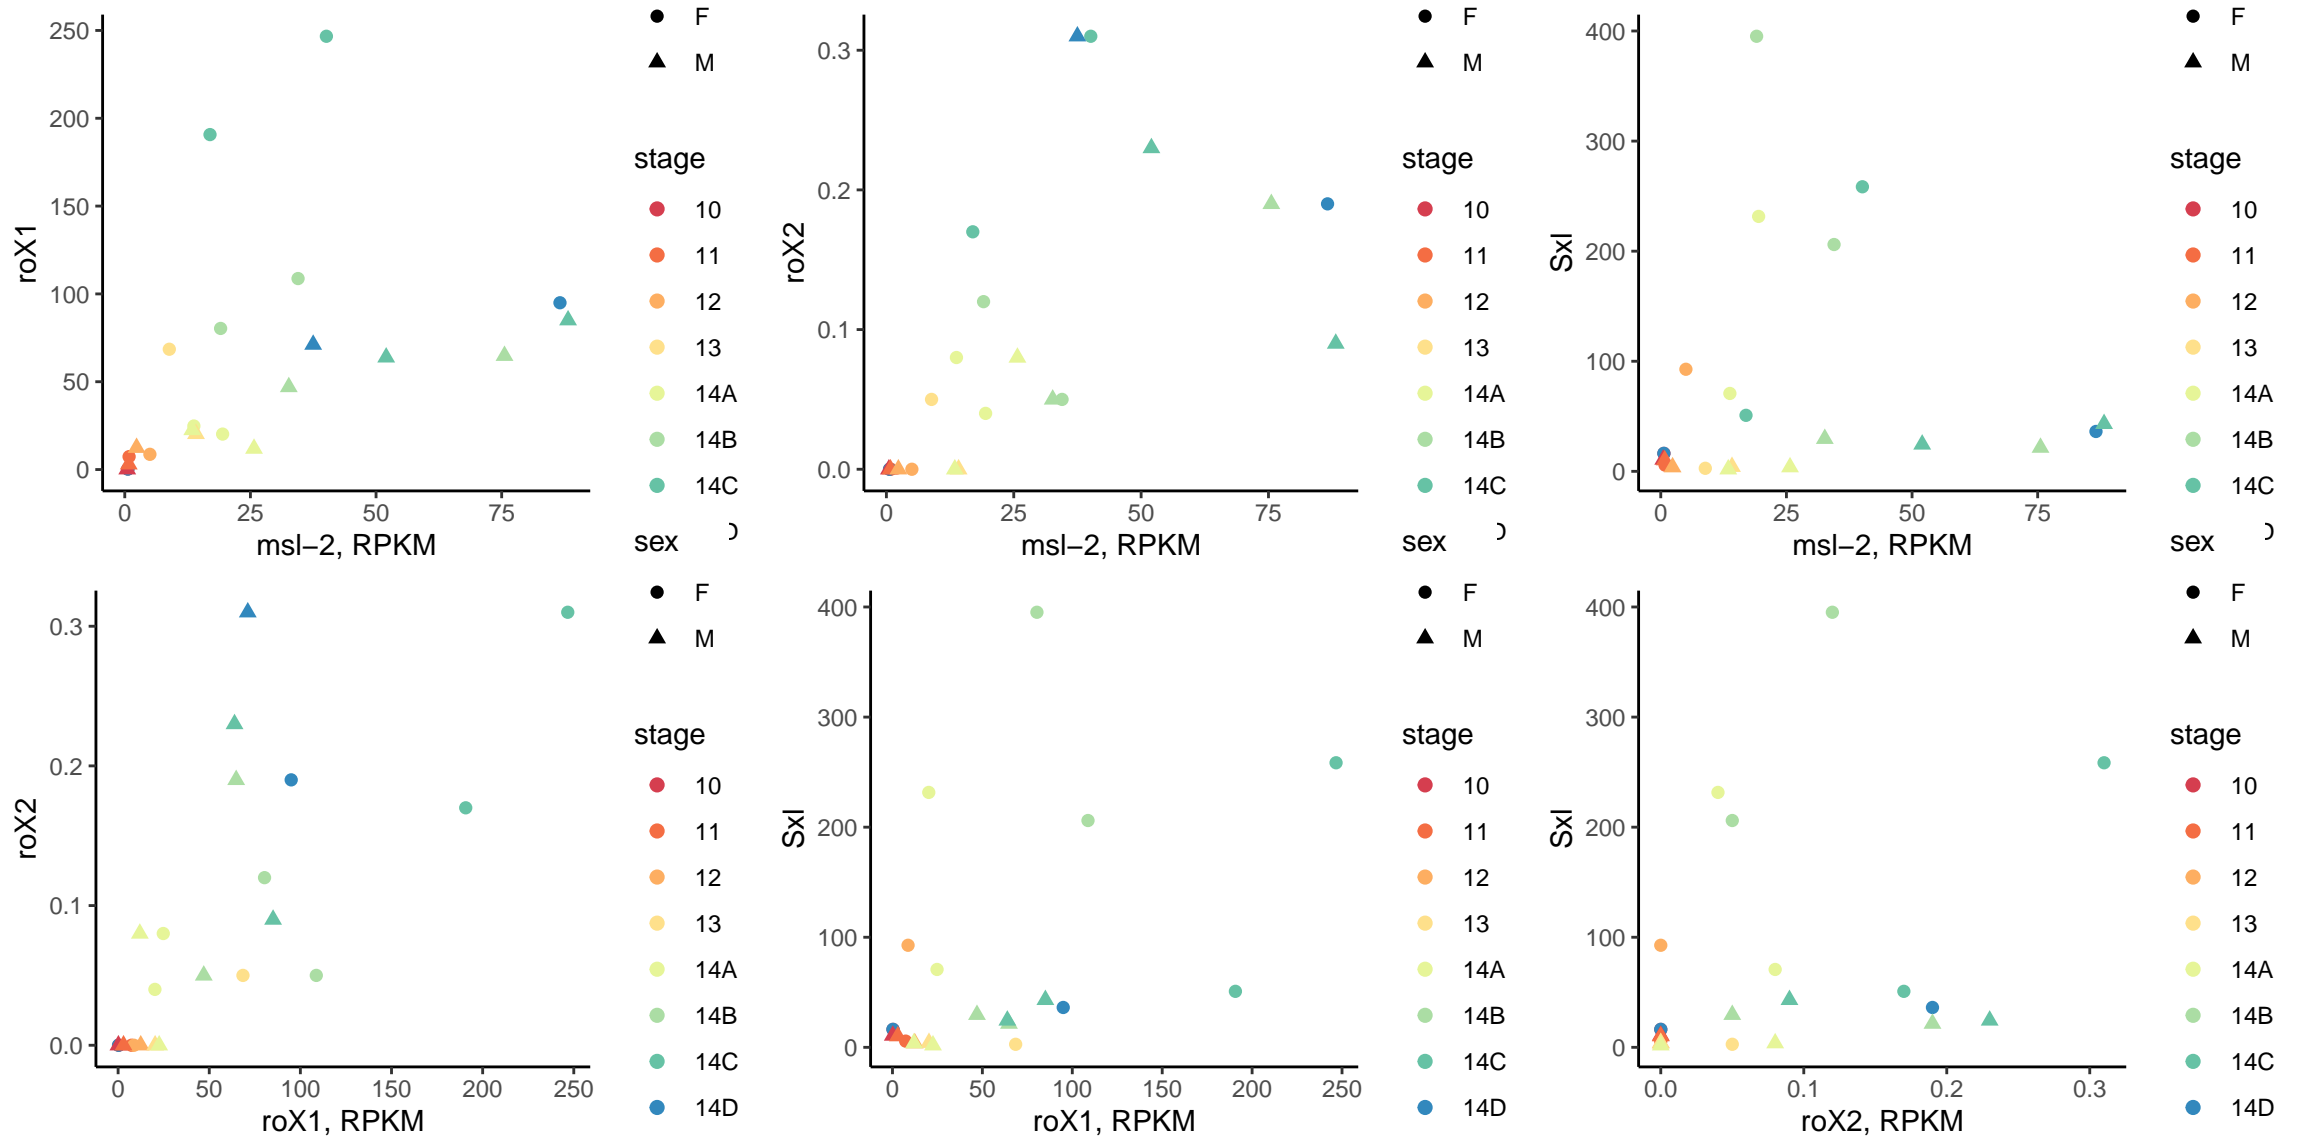 250
200
150
100
50
0
roX1
0 25 50 75
msl−2, RPKM
F
M
stage
10
11
12
13
14A
14B
14C
0.3
0.2
0.1
0.0
roX2
0 25 50 75
msl−2, RPKM
F
M
stage
10
11
12
13
14A
14B
14C
400
300
200
100
0
Sxl
0 25 50 75
msl−2, RPKM
F
M
stage
10
11
12
13
14A
14B
14C
0.3
0.2
0.1
0.0
roX2
0 50 100 150 200 250
roX1, RPKM
sex
F
M
stage
10
11
12
13
14A
14B
14C
14D
400
300
200
100
0
Sxl
0 50 100 150 200 250
roX1, RPKM
sex
F
M
stage
10
11
12
13
14A
14B
14C
14D
400
300
200
100
0
Sxl
0.0 0.1 0.2 0.3
roX2, RPKM
sex
F
M
stage
10
11
12
13
14A
14B
14C
14D